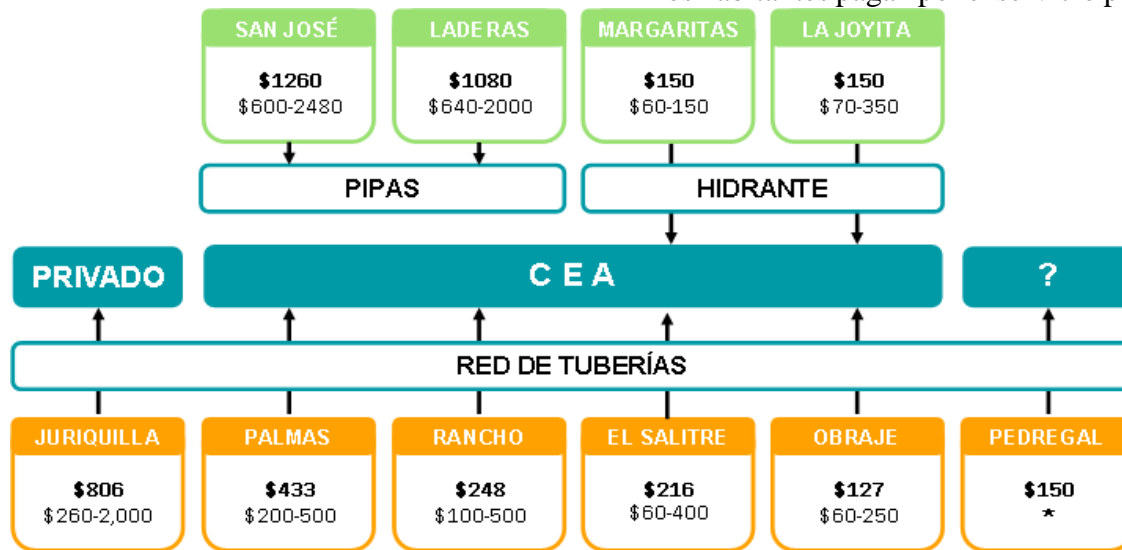 SAN JOSÉ
$1260
$600-2480
LADERAS
$1080
$640-2000
MARGARITAS
$150
$60-150
LA JOYITA
$150
$70-350
PIPAS
HIDRANTE
PRIVADO
C E A
?
RED DE TUBERÍAS
JURIQUILLA
$806
$260-2,000
PALMAS
$433
$200-500
RANCHO
$248
$100-500
EL SALITRE
$216
$60-400
OBRAJE
$127
$60-250
PEDREGAL
$150
*